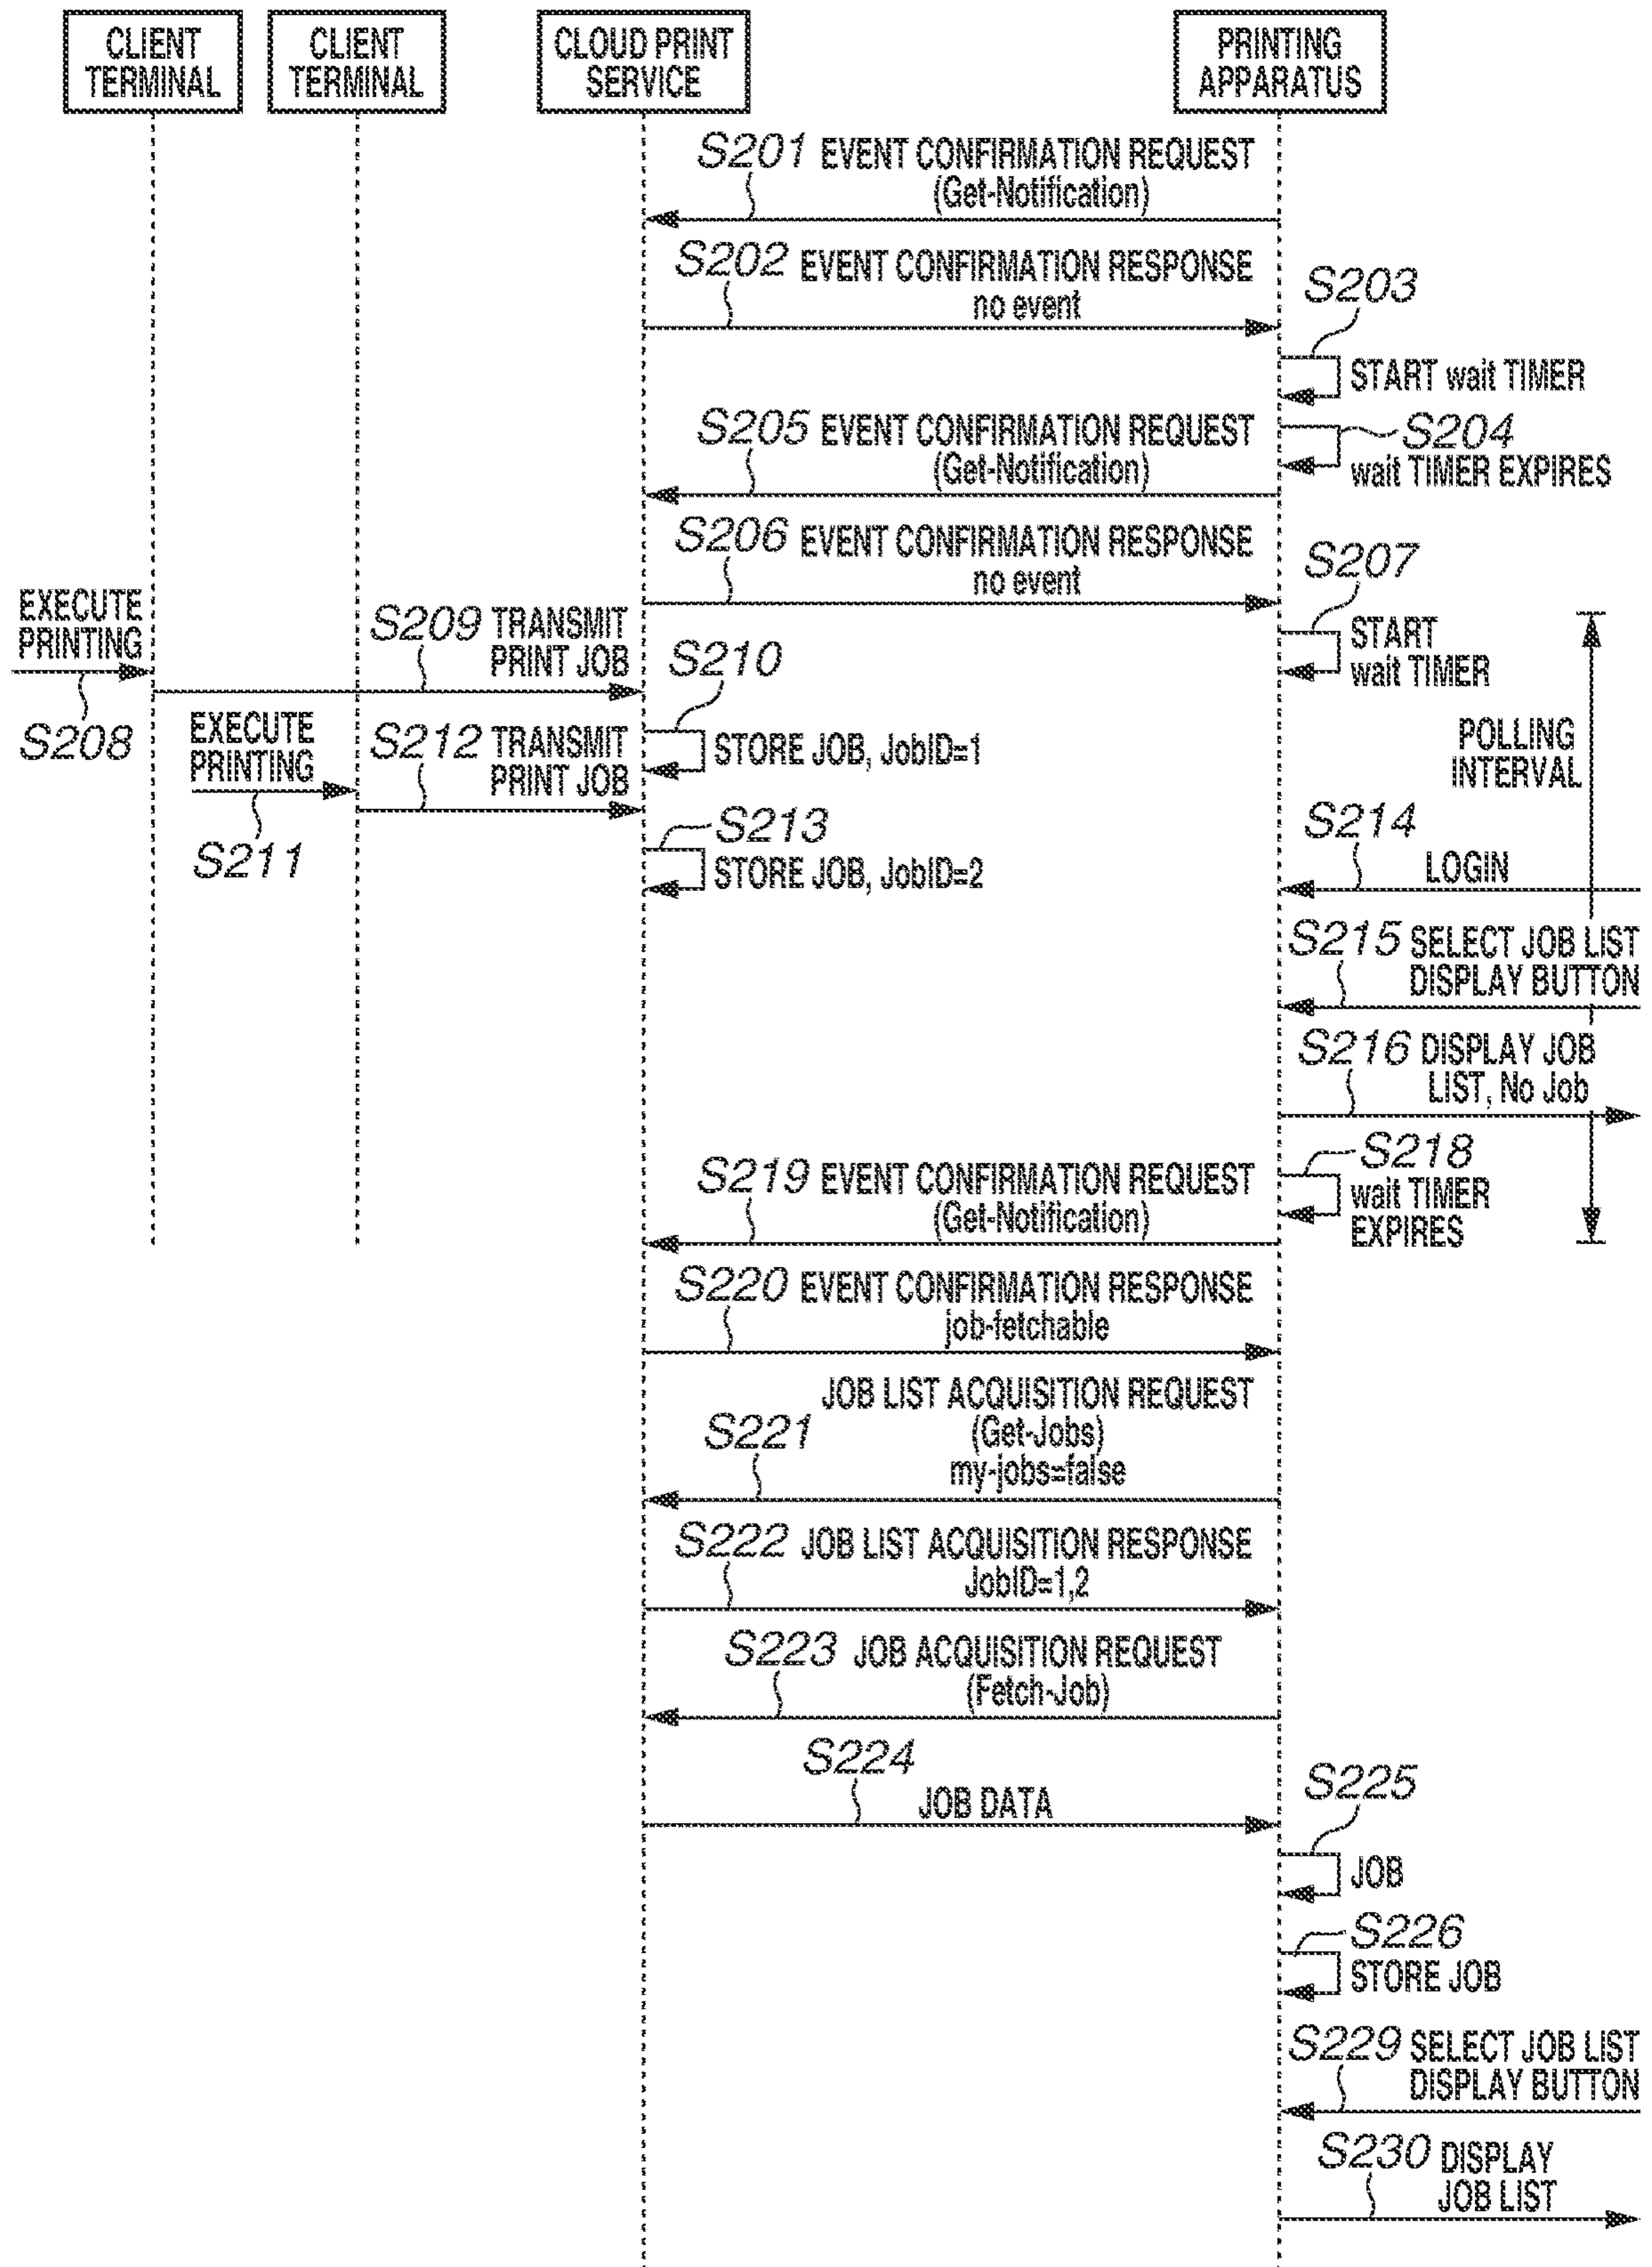 CLIENT
TERMINAL
CLIENT
TERMINAL
CLOUD PRINT
SERVICE
PRINTING
APPARATUS
S201 EVENT CONFIRMATION REQUEST
(Get-Notification)
S202 EVENT CONFIRMATION RESPONSE
no event
S203
START wait TIMER
S205 EVENT CONFIRMATION REQUEST
(Get-Notification)
S204
wait TIMER EXPIRES
S206 EVENT CONFIRMATION RESPONSE
no event
S207
START
wait TIMER
EXECUTE
PRINTING
S208
S209 TRANSMIT
PRINT JOB
S210
STORE JOB, JobID=1
EXECUTE
PRINTING
S211
S212 TRANSMIT
PRINT JOB
S213
STORE JOB, JobID=2
POLLING
INTERVAL
S214
LOGIN
S215 SELECT JOB LIST
DISPLAY BUTTON
S216 DISPLAY JOB
LIST, No Job
S218
wait TIMER
EXPIRES
S219 EVENT CONFIRMATION REQUEST
(Get-Notification)
S220 EVENT CONFIRMATION RESPONSE
job-fetchable
JOB LIST ACQUISITION REQUEST
S221 (Get-Jobs)
my-jobs=false
S222 JOB LIST ACQUISITION RESPONSE
JobID=1,2
S223 JOB ACQUISITION REQUEST
(Fetch-Job)
S224
JOB DATA
S225
JOB
S226
STORE JOB
S229 SELECT JOB LIST
DISPLAY BUTTON
S230 DISPLAY
JOB LIST